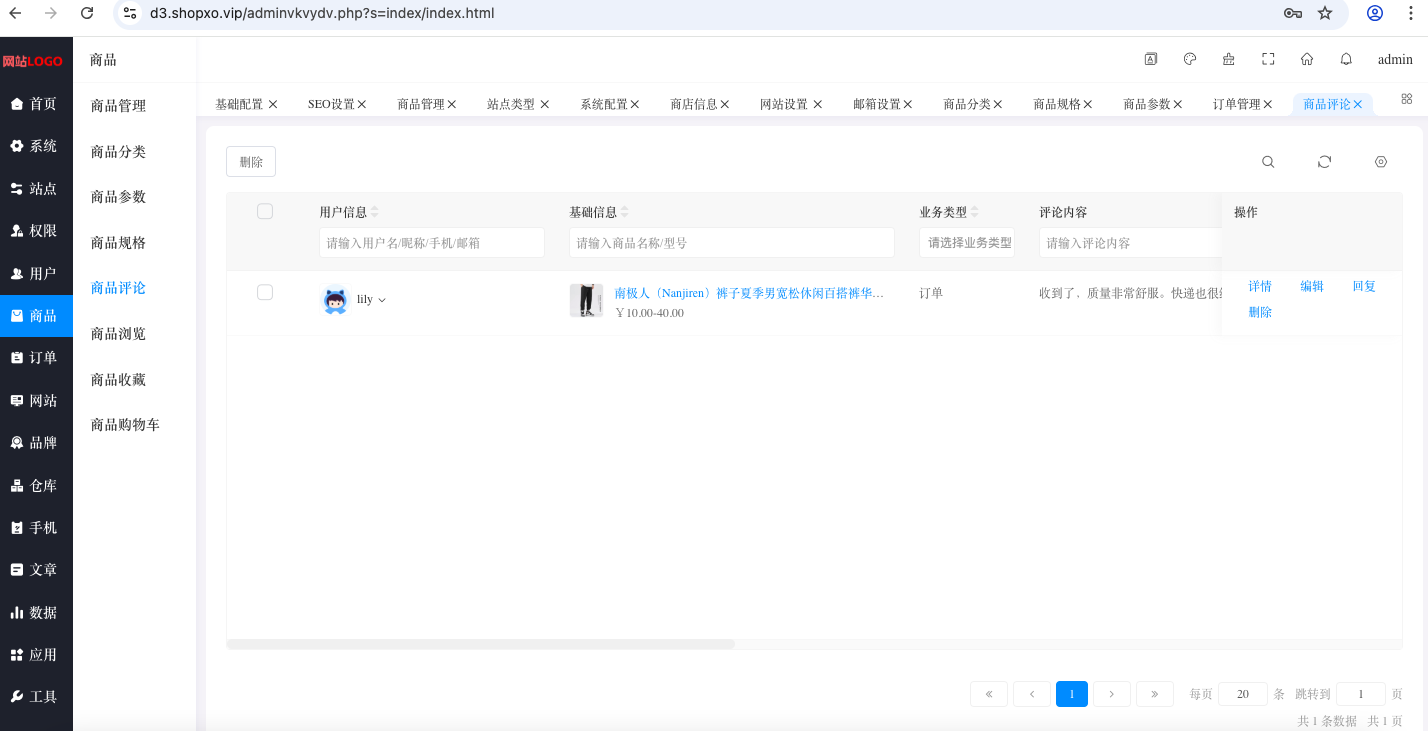 d3.shopxo.vip/adminvkvydv.php?s=index/index.html
网站LOGO
首页
系统
站点
权限
用户
商品
订单
网站
品牌
仓库
手机
文章
数据
应用
工具
商品
商品管理
商品分类
商品参数
商品规格
商品评论
商品浏览
商品收藏
商品购物车
admin
基础配置 SEO设置 商品管理 站点类型 系统配置 商店信息 网站设置 邮箱设置 商品分类 商品规格 商品参数 订单管理 商品评论
删除
用户信息 基础信息 业务类型 评论内容 操作
请输入用户名/昵称/手机/邮箱 请输入商品名称/型号 请选择业务类型 请输入评论内容
lily 南极人（Nanjiren）裤子夏季男宽松休闲百搭裤华… 订单 收到了、质量非常舒服。快递也很 详情 编辑 回复
￥10.00-40.00 删除
1 每页 20 条 跳转到 1 页
共 1 条数据 共 1 页